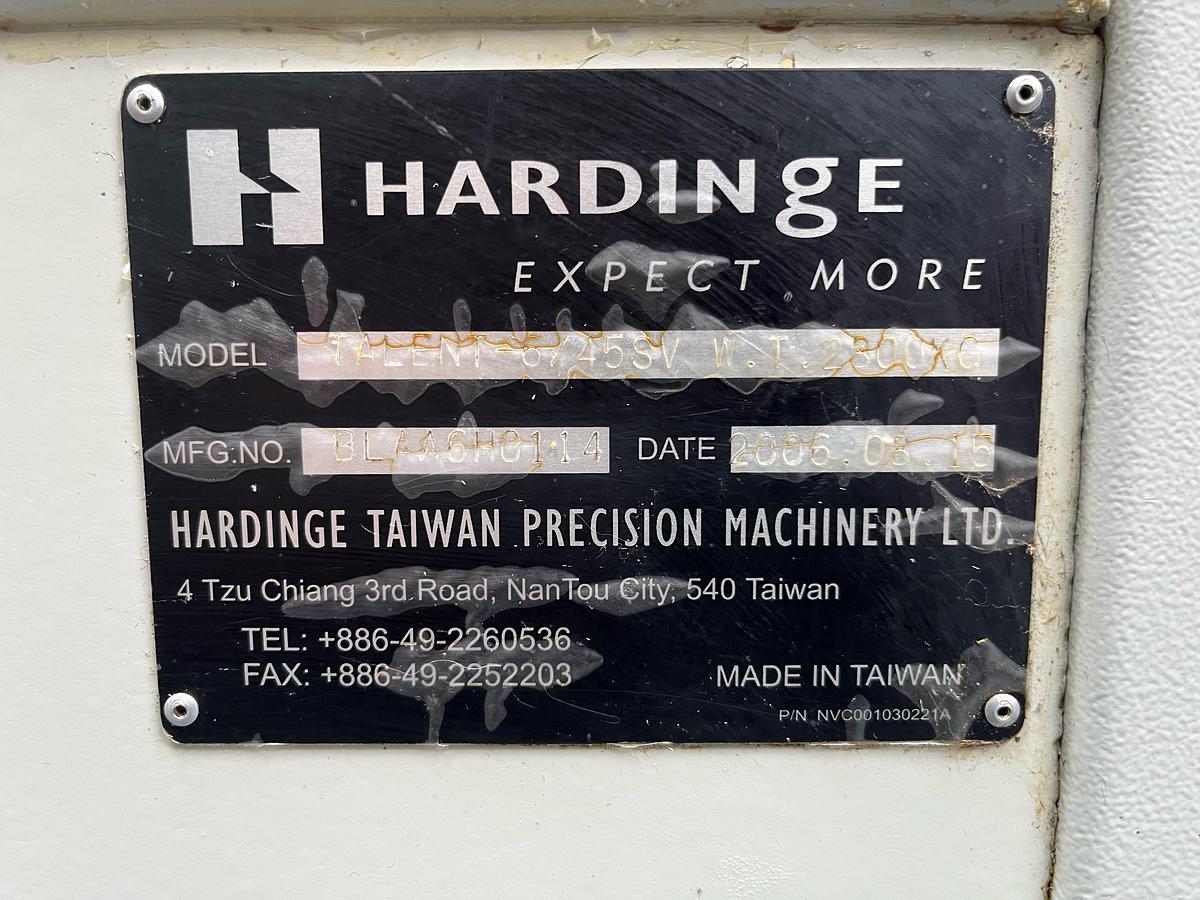 HARDINgE
EXPECT MORE
MODEL TALENT-6/45SV W.T. 2800KG
MFG.NO. BLAA6H0114 DATE 2006.08.15
HARDINGE TAIWAN PRECISION MACHINERY LTD.
4 Tzu Chiang 3rd Road, NanTou City, 540 Taiwan
TEL: +886-49-2260536
FAX: +886-49-2252203
MADE IN TAIWAN
P/N NVC001030221A